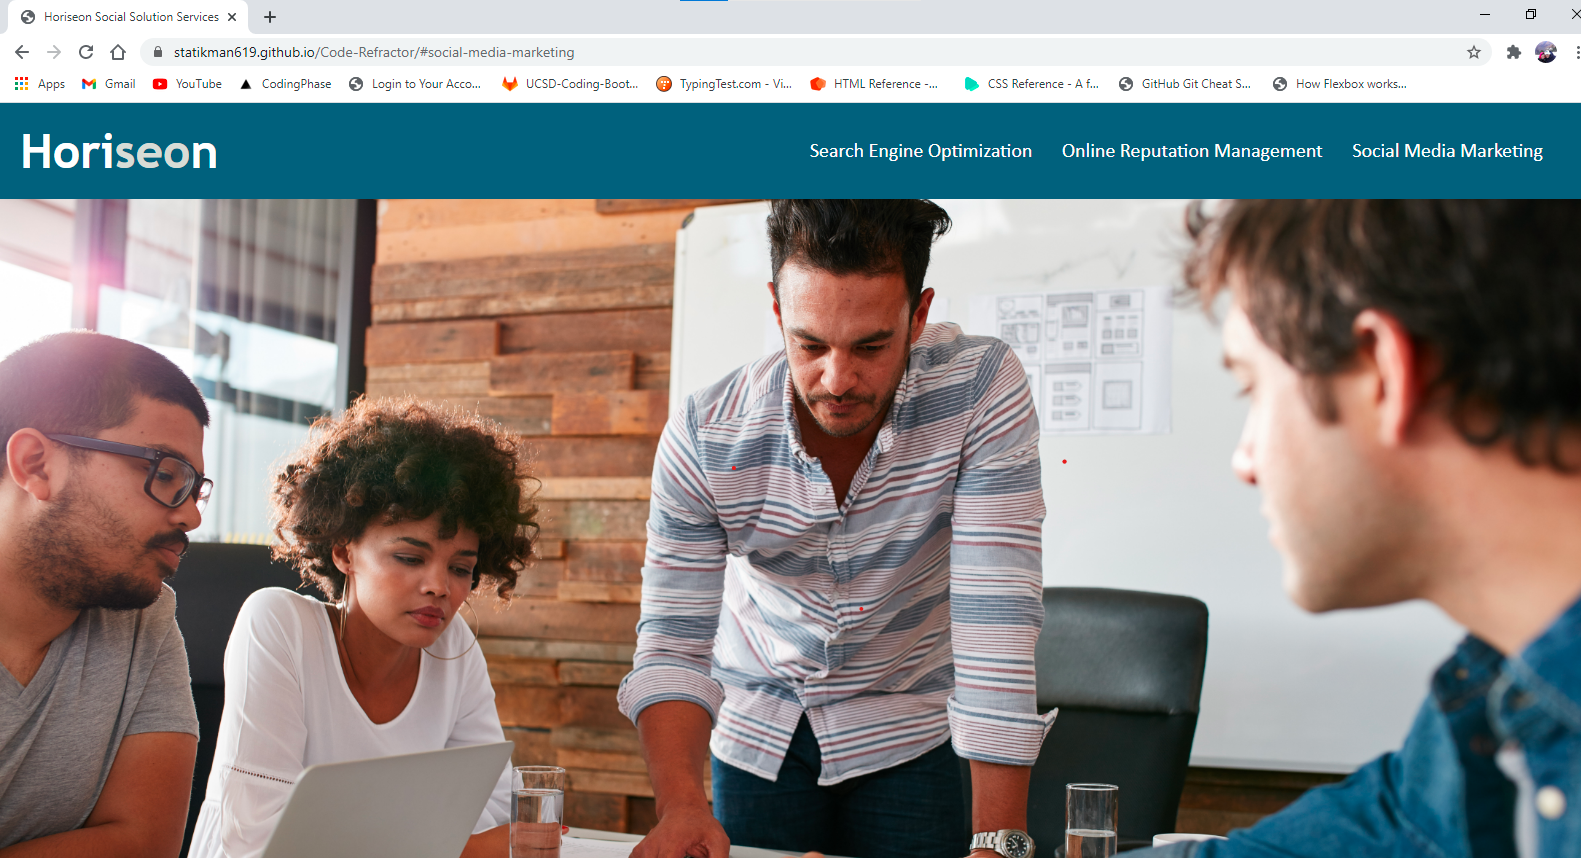 Horiseon Social Solution Services
statikman619.github.io/Code-Refractor/#social-media-marketing
Apps Gmail YouTube CodingPhase Login to Your Acco... UCSD-Coding-Boot... TypingTest.com - Vi... HTML Reference -... CSS Reference - A f... GitHub Git Cheat S... How Flexbox works...
Horiseon Search Engine Optimization Online Reputation Management Social Media Marketing